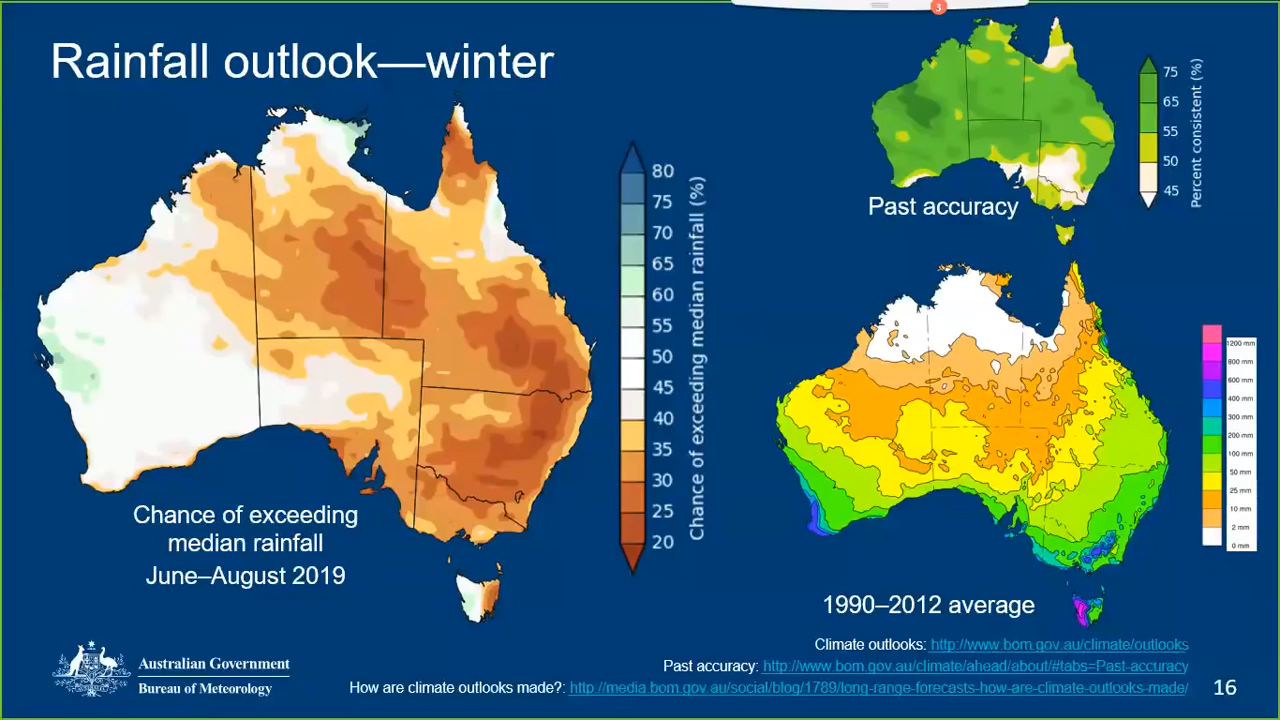 3
Rainfall outlook—winter
80
75
70
65
60
55
50
45
40
35
30
25
20
Chance of exceeding median rainfall (%)
Chance of exceeding
median rainfall
June–August 2019
75
65
55
50
45
Percent consistent (%)
Past accuracy
1200 mm
800 mm
600 mm
400 mm
300 mm
200 mm
100 mm
50 mm
25 mm
10 mm
2 mm
0 mm
1990–2012 average
Climate outlooks: http://www.bom.gov.au/climate/outlooks
Past accuracy: http://www.bom.gov.au/climate/ahead/about/#tabs=Past-accuracy
How are climate outlooks made?: http://media.bom.gov.au/social/blog/1789/long-range-forecasts-how-are-climate-outlooks-made/
Australian Government
Bureau of Meteorology
16